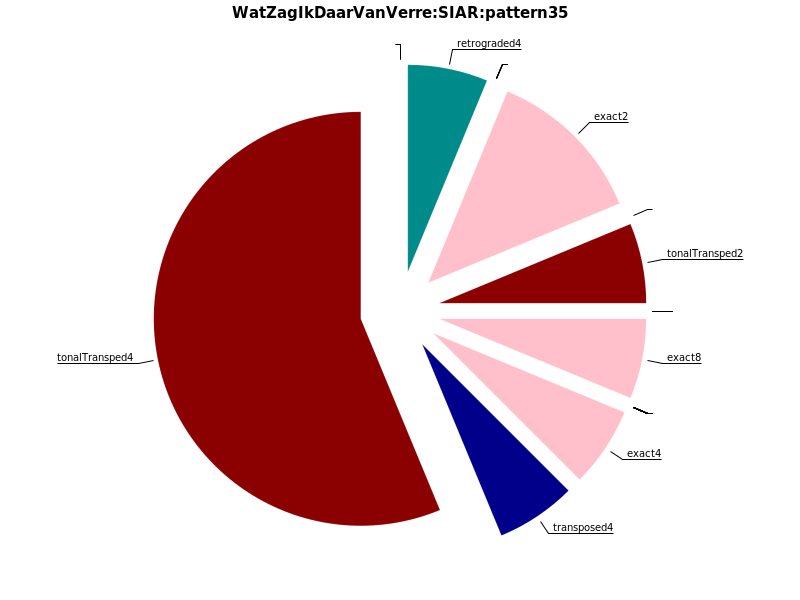 WatZagIkDaarVanVerre:SIAR:pattern35
retrograded4
exact2
tonalTransped2
tonalTransped4
exact8
exact4
transposed4